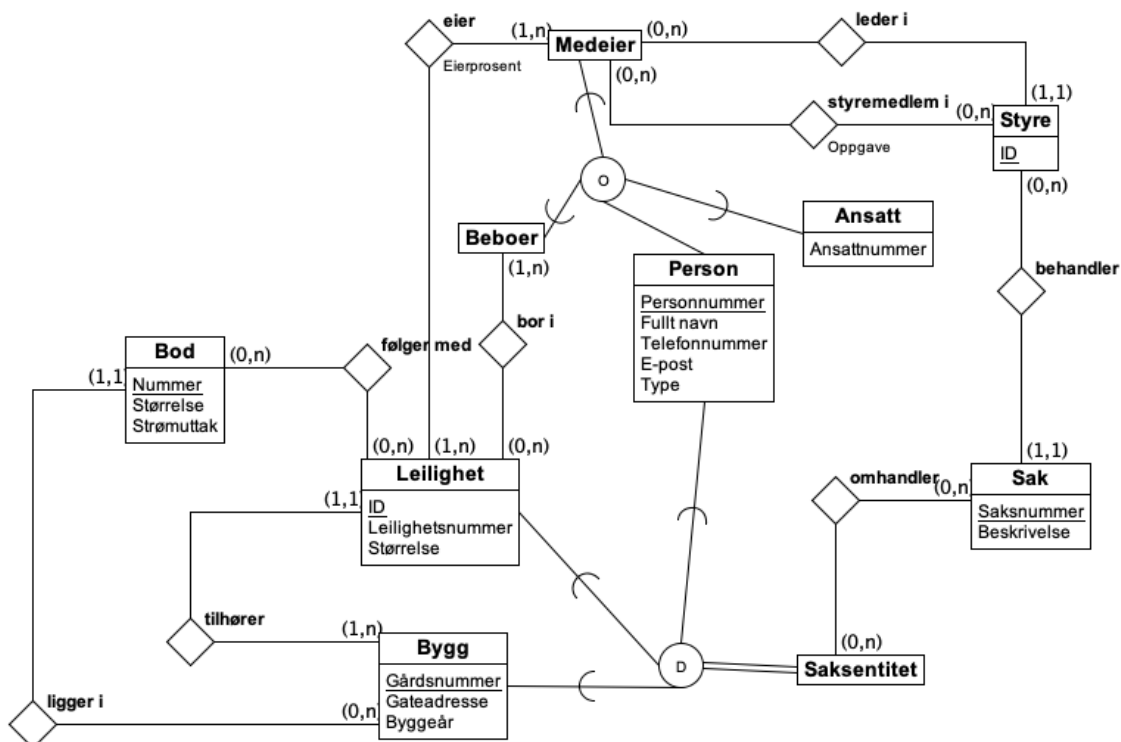 eier
(1,n)
Medeier
(0,n)
leder i
Eierprosent
(0,n)
styremedlem i
(0,n)
(1,1)
Styre
Oppgave
ID
(0,n)
O
Ansatt
Ansattnummer
Beboer
(1,n)
Person
Personnummer
Fullt navn
Telefonnummer
E-post
Type
behandler
bor i
følger med
Bod
(0,n)
(1,1)
Nummer
Størrelse
Strømuttak
(0,n)
(1,n)
(0,n)
Leilighet
(1,1)
ID
Leilighetsnummer
Størrelse
(1,1)
omhandler
(0,n)
Sak
Saksnummer
Beskrivelse
tilhører
(1,n)
Bygg
Gårdsnummer
Gateadresse
Byggeår
D
(0,n)
Saksentitet
ligger i
(0,n)